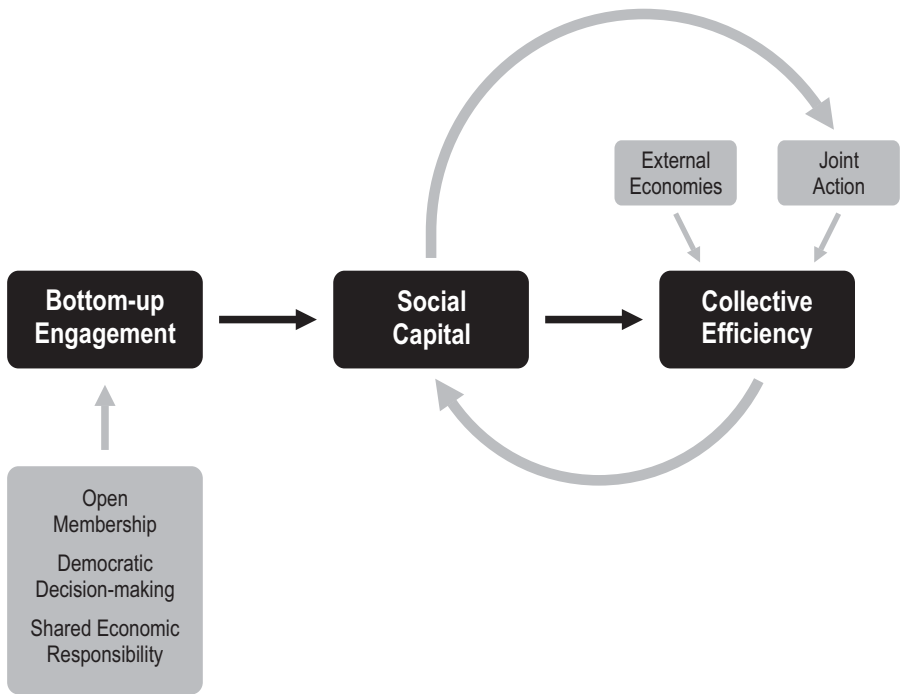 External
Economies
Joint
Action
Bottom-up
Engagement
Social
Capital
Collective
Efficiency
Open
Membership
Democratic
Decision-making
Shared Economic
Responsibility